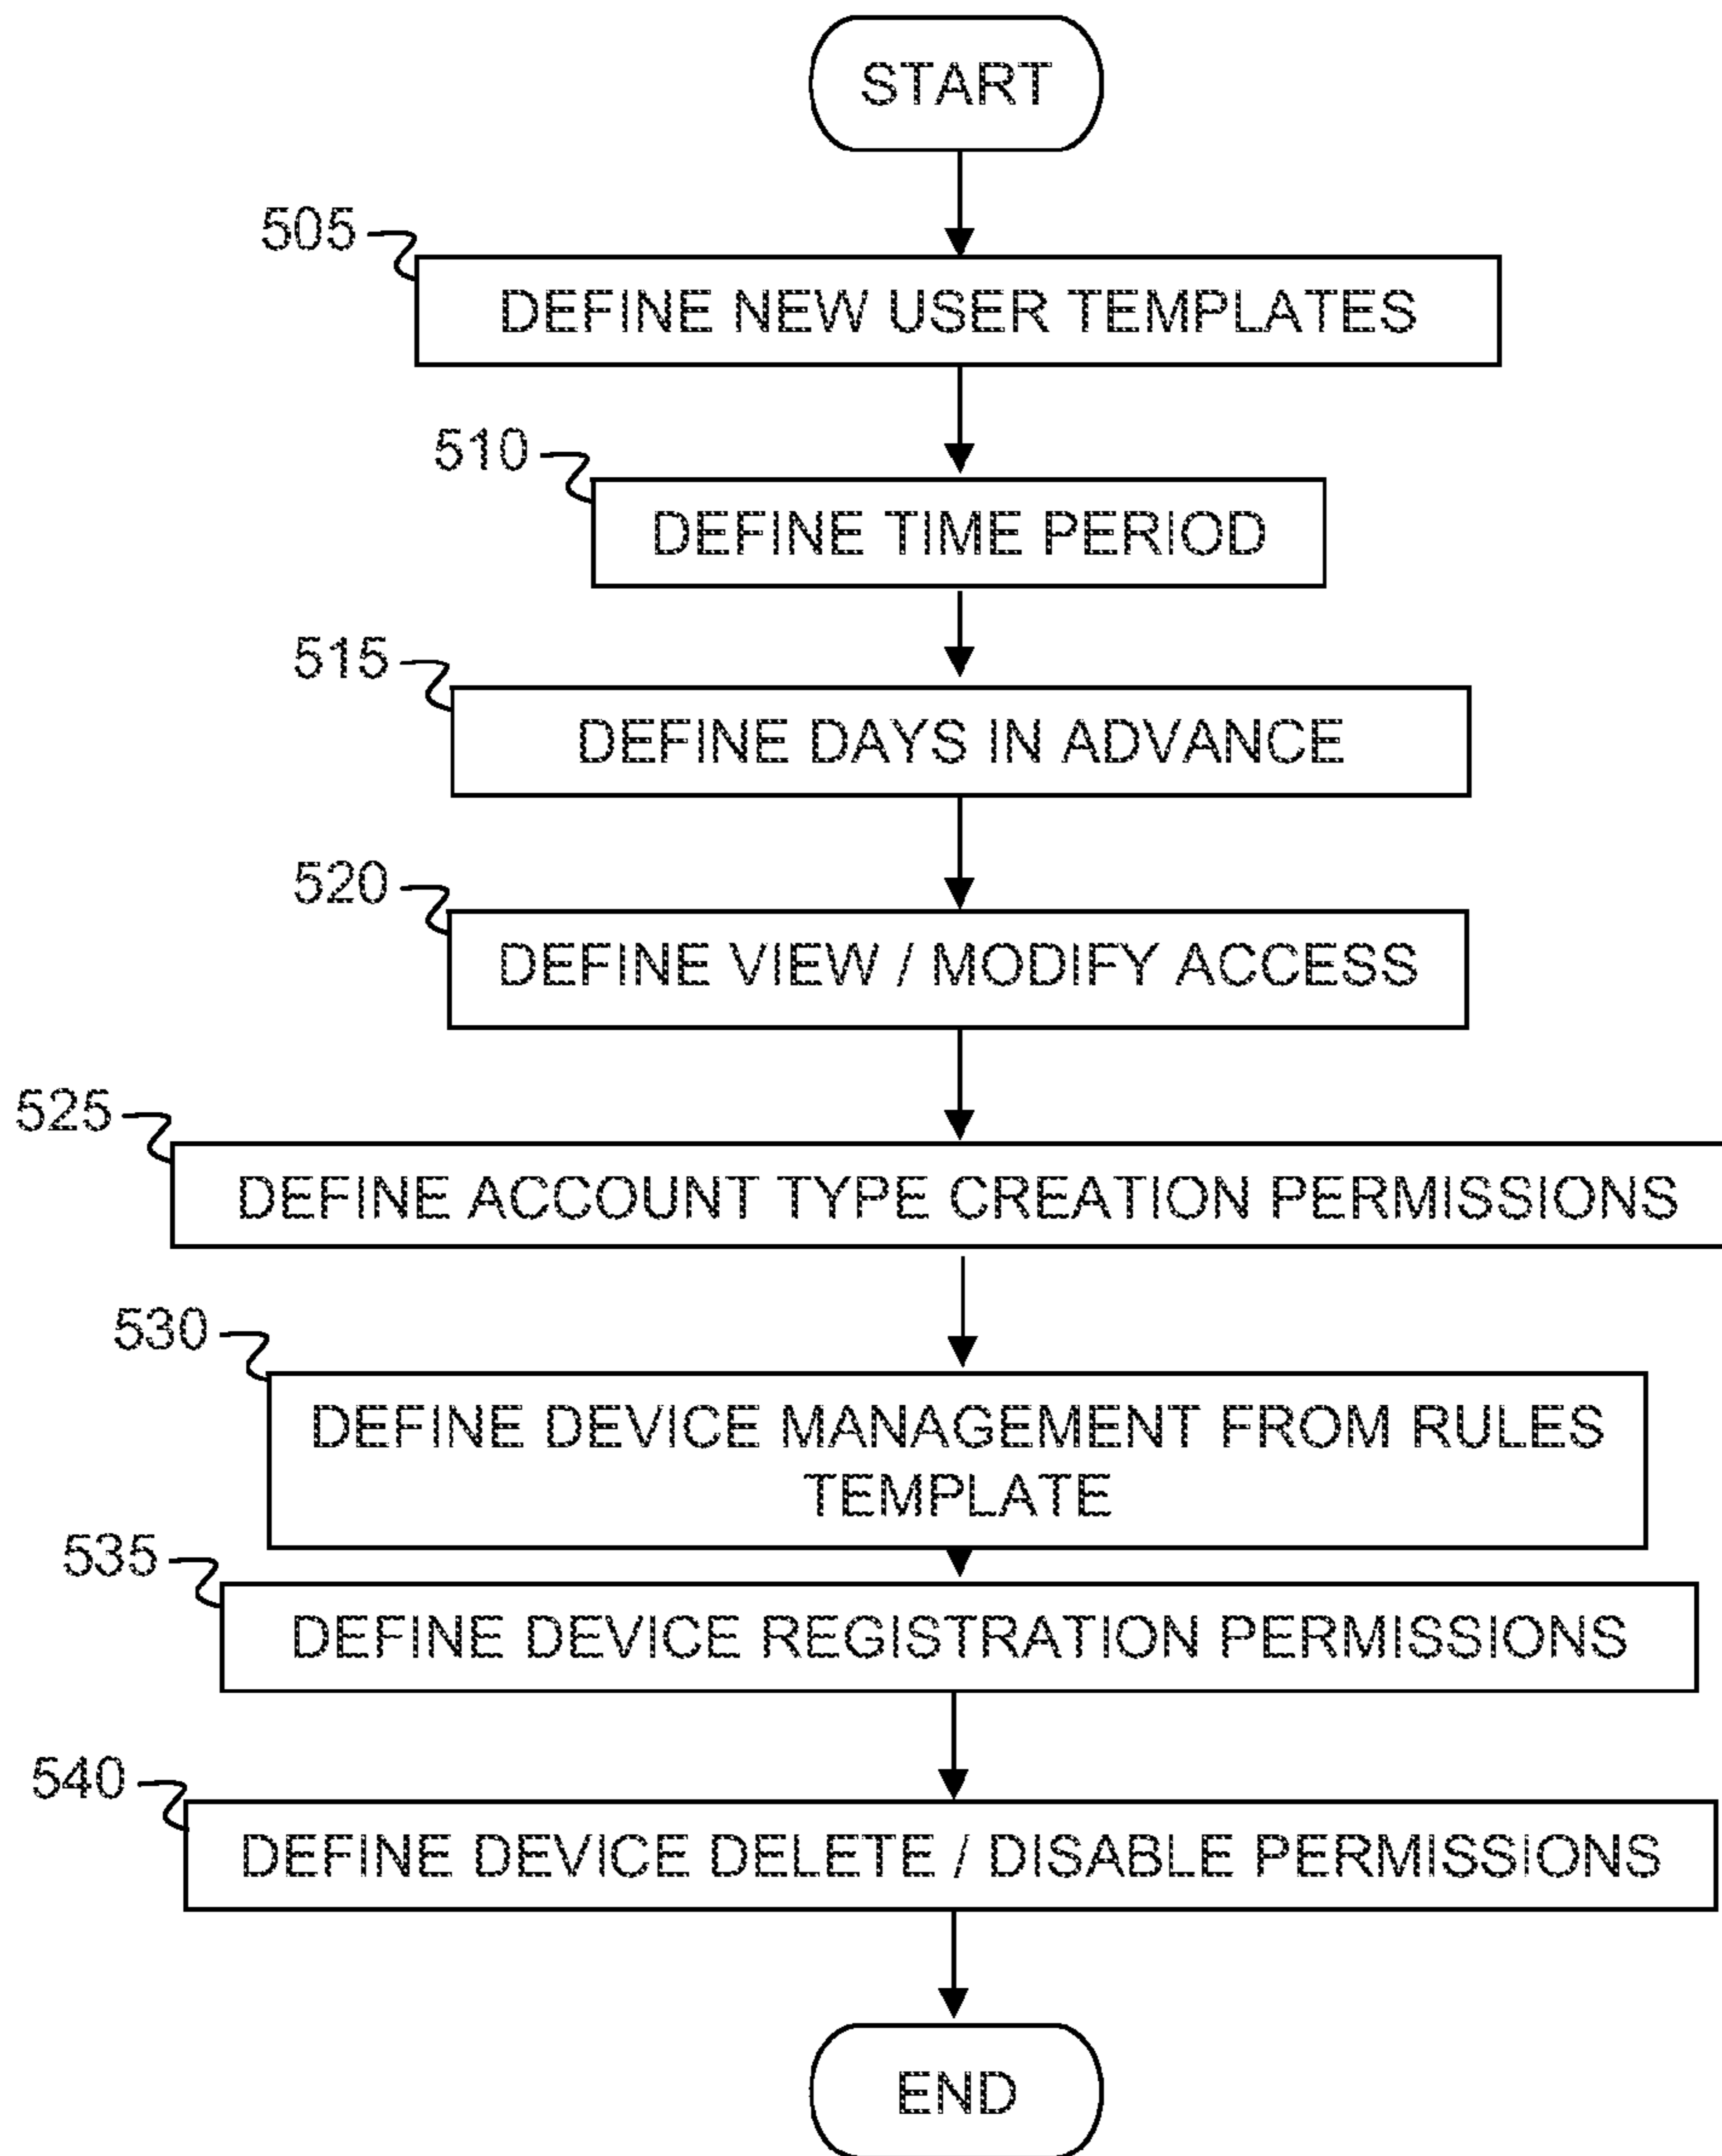 START
505
DEFINE NEW USER TEMPLATES
510
DEFINE TIME PERIOD
515
DEFINE DAYS IN ADVANCE
520
DEFINE VIEW / MODIFY ACCESS
525
DEFINE ACCOUNT TYPE CREATION PERMISSIONS
530
DEFINE DEVICE MANAGEMENT FROM RULES
TEMPLATE
535
DEFINE DEVICE REGISTRATION PERMISSIONS
540
DEFINE DEVICE DELETE / DISABLE PERMISSIONS
END